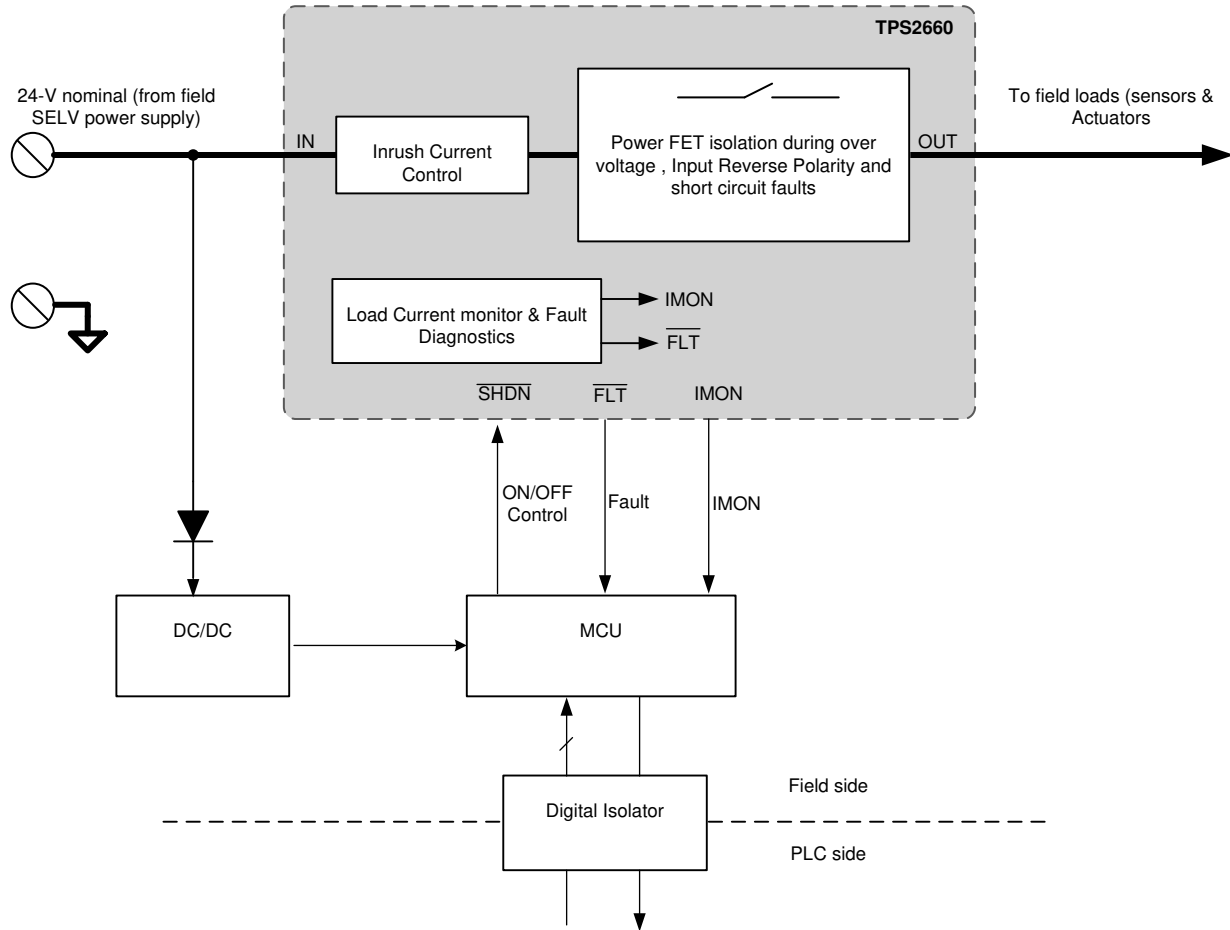 TPS2660
24-V nominal (from field
SELV power supply)
IN
Inrush Current
Control
Power FET isolation during over
voltage , Input Reverse Polarity and
short circuit faults
OUT
To field loads (sensors &
Actuators
Load Current monitor & Fault
Diagnostics
IMON
FLT
SHDN
FLT
IMON
ON/OFF
Control
Fault
IMON
DC/DC
MCU
Digital Isolator
Field side
PLC side